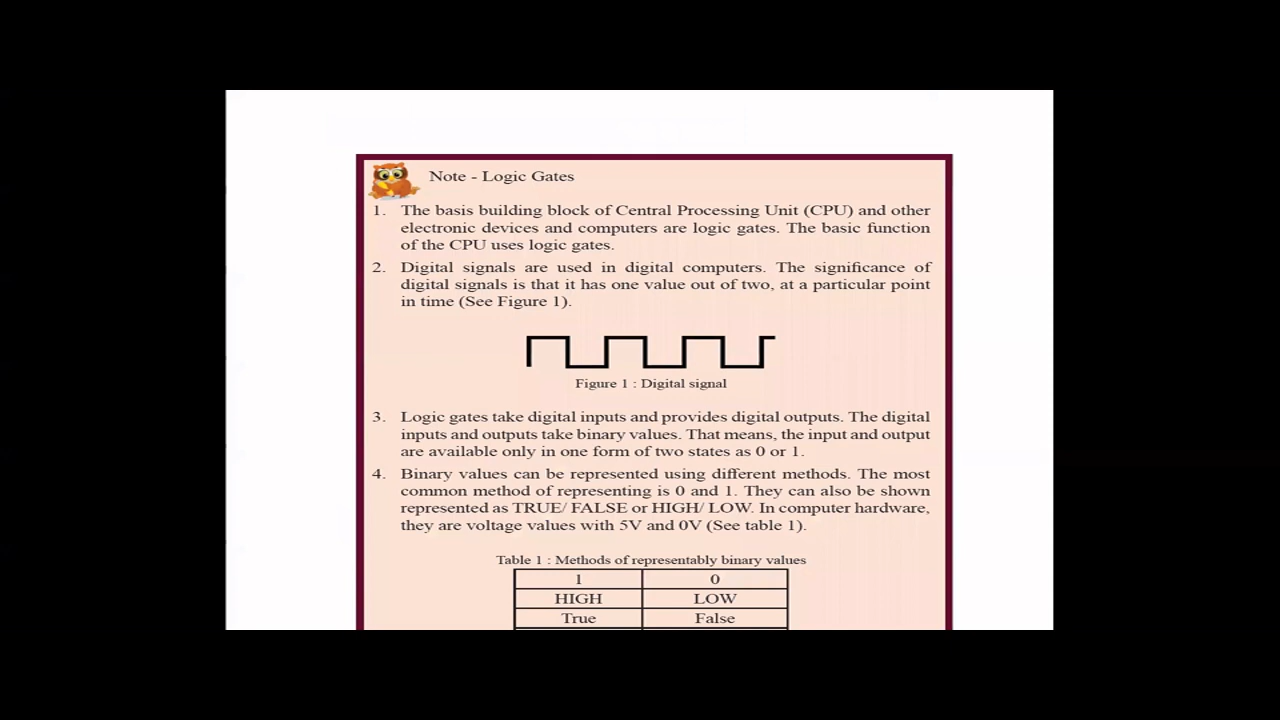 Note - Logic Gates
1. The basis building block of Central Processing Unit (CPU) and other
electronic devices and computers are logic gates. The basic function
of the CPU uses logic gates.
2. Digital signals are used in digital computers. The significance of
digital signals is that it has one value out of two, at a particular point
in time (See Figure 1).
Figure 1 : Digital signal
3. Logic gates take digital inputs and provides digital outputs. The digital
inputs and outputs take binary values. That means, the input and output
are available only in one form of two states as 0 or 1.
4. Binary values can be represented using different methods. The most
common method of representing is 0 and 1. They can also be shown
represented as TRUE/ FALSE or HIGH/ LOW. In computer hardware,
they are voltage values with 5V and 0V (See table 1).
Table 1 : Methods of representably binary values
1 0
HIGH LOW
True False